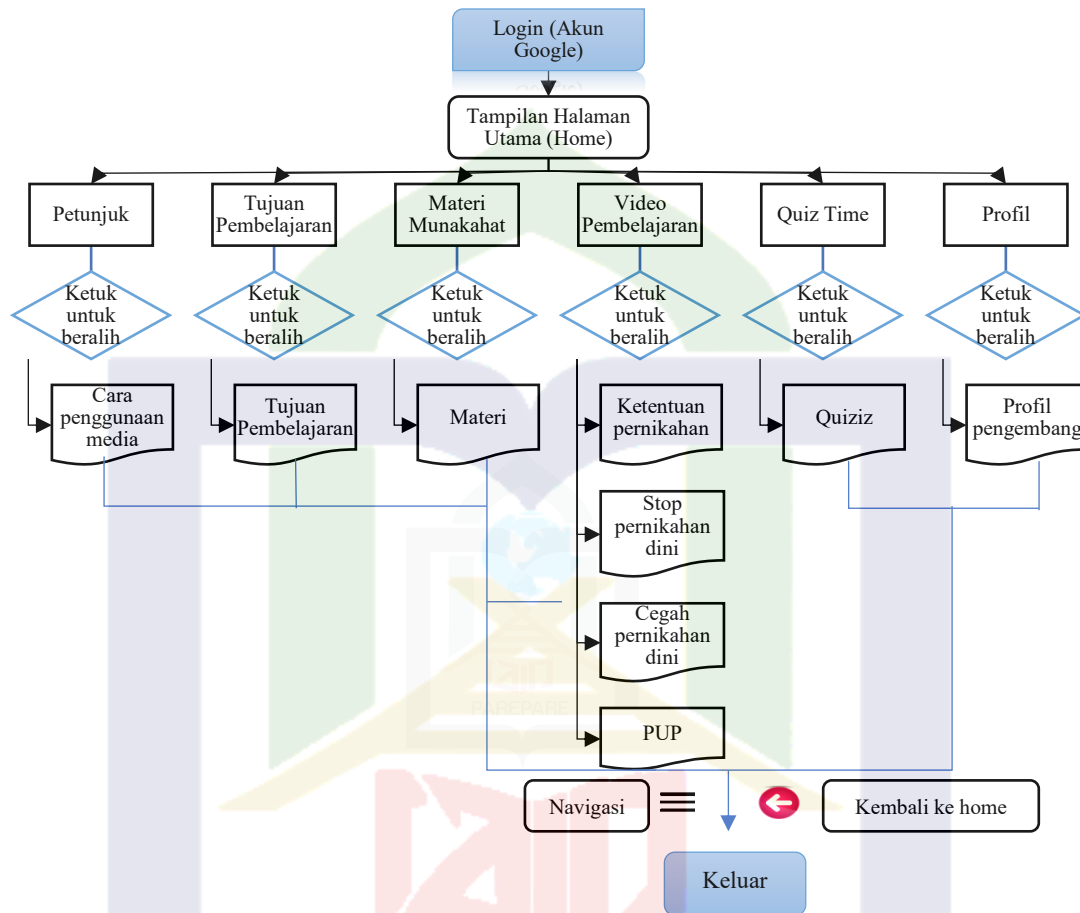 Login (Akun
Google)
Tampilan Halaman
Utama (Home)
Petunjuk
Tujuan
Pembelajaran
Materi
Munakahat
Video
Pembelajaran
Quiz Time
Profil
Ketuk
untuk
beralih
Ketuk
untuk
beralih
Ketuk
untuk
beralih
Ketuk
untuk
beralih
Ketuk
untuk
beralih
Ketuk
untuk
beralih
Cara
penggunaan
media
Tujuan
Pembelajaran
Materi
Ketentuan
pernikahan
Quiziz
Profil
pengembang
Stop
pernikahan
dini
Cegah
pernikahan
dini
PAREPARE
PUP
Navigasi
Kembali ke home
Keluar